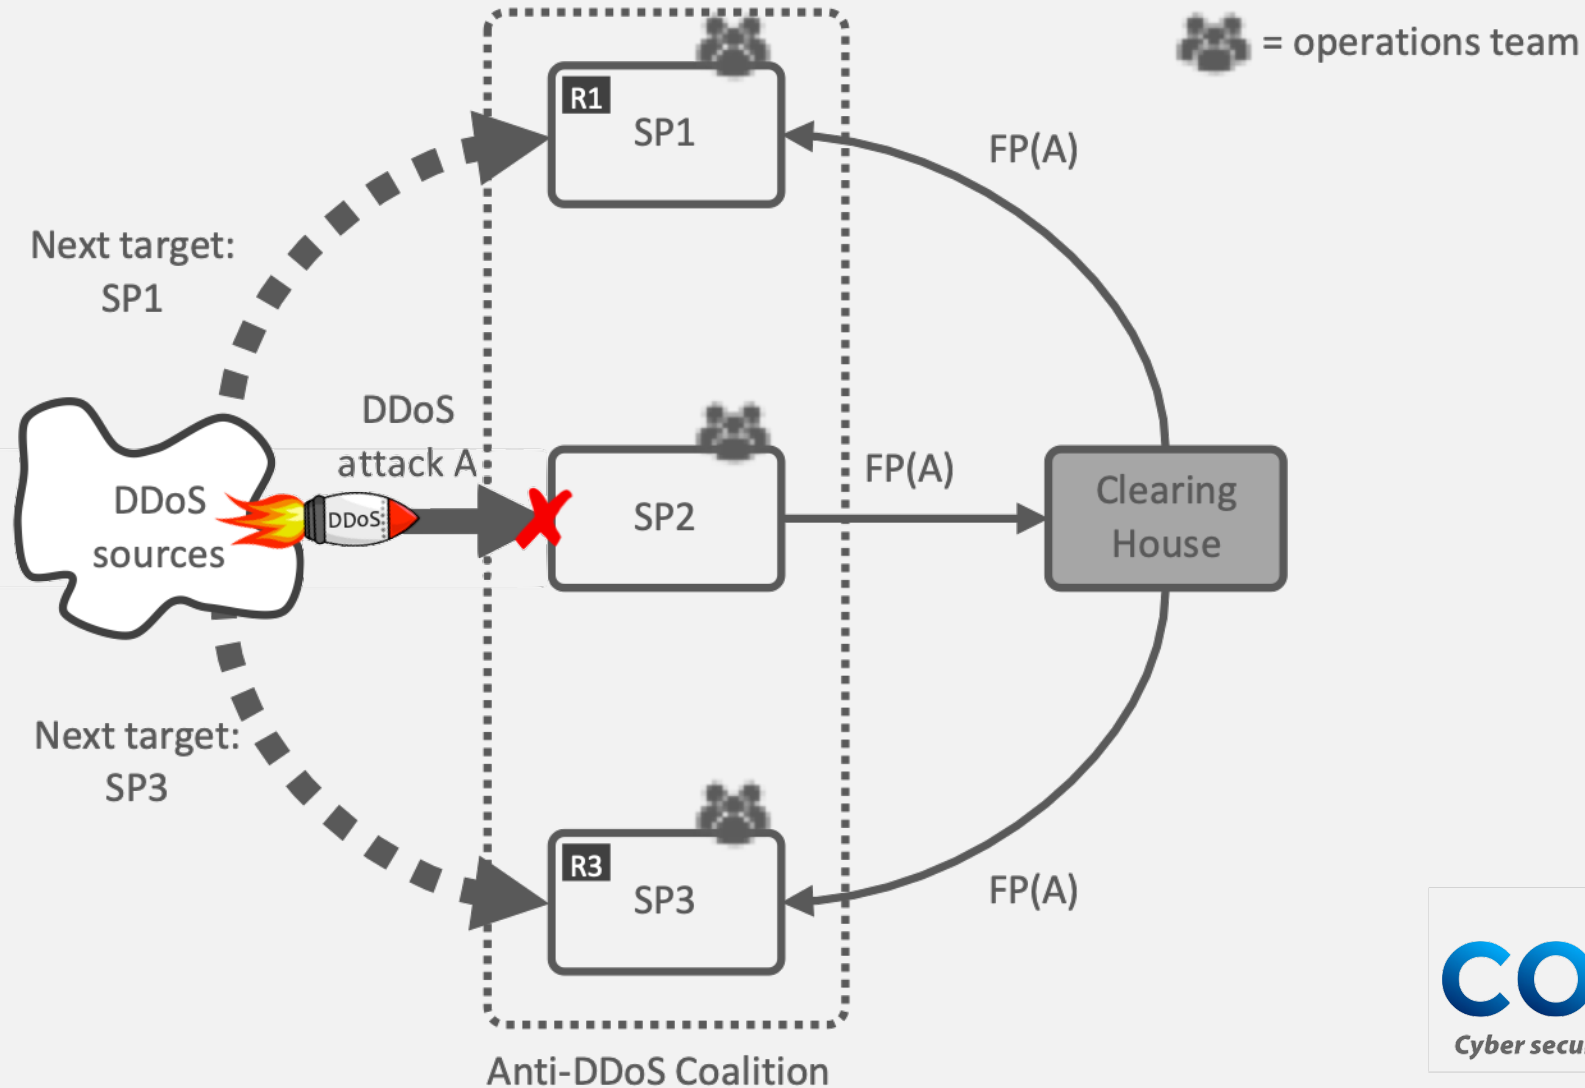 = operations team
R1
SP1
FP(A)
Next target:
SP1
DDoS
attack A
FP(A)
DDoS
sources
DDoS
SP2
Clearing
House
Next target:
SP3
R3
SP3
FP(A)
CO
Cyber secu
Anti-DDoS Coalition